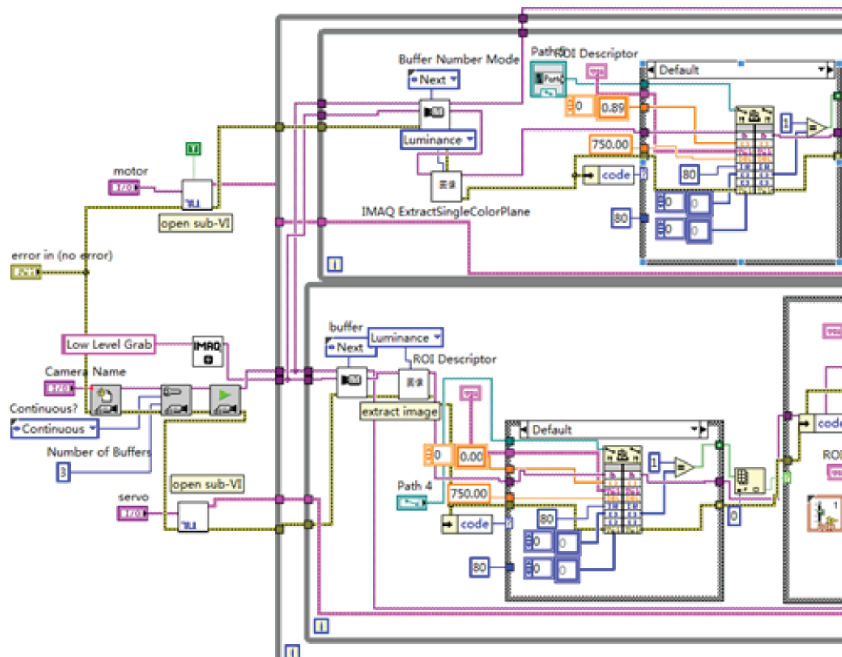 Buffer Number Mode
Next
Luminance
IMAQ ExtractSingleColorPlane
ROI Descriptor
Default
0
0.89
750.00
1
80
code
80
0
0
0
0
i
motor
I/O
T
open sub-VI
error in (no error)
Low Level Grab
IMAQ
Camera Name
I/O
Continuous?
Continuous
Number of Buffers
3
servo
I/O
open sub-VI
buffer
Next
Luminance
ROI Descriptor
extract image
0
0.00
750.00
Path 4
code
80
Default
1
80
0
0
0
0
0
i
code
ROI
1
i